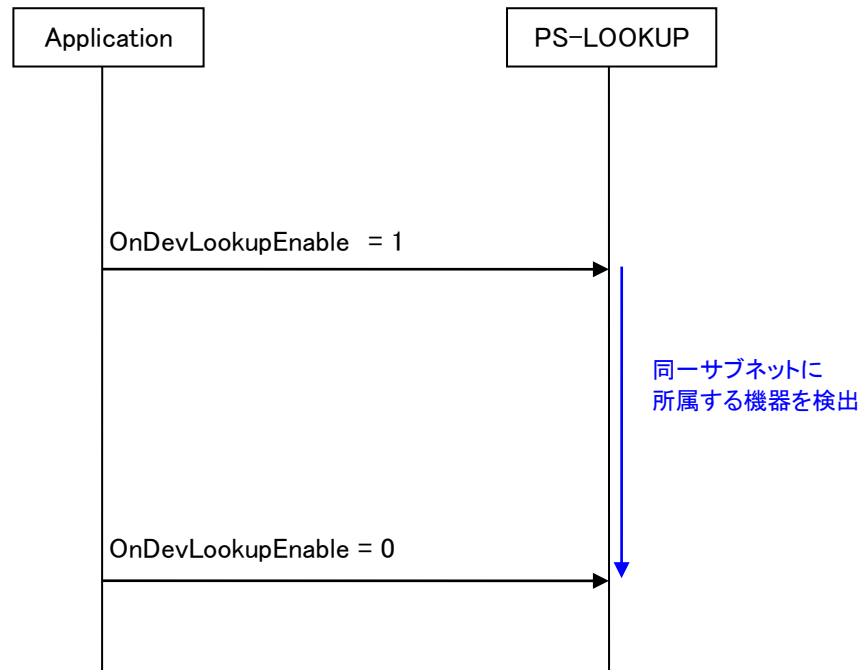 Application
PS-LOOKUP
OnDevLookupEnable = 1
同一サブネットに
所属する機器を検出
OnDevLookupEnable = 0